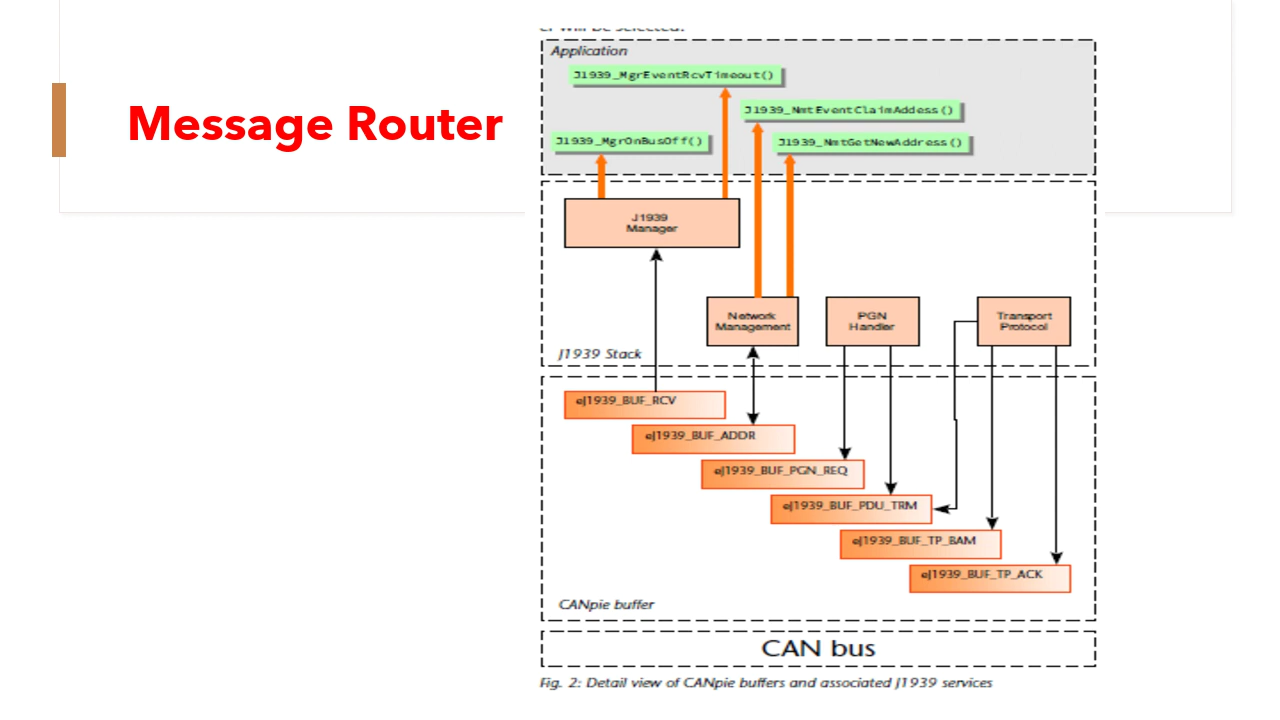 Message Router
Application
J1939_MgrEventRcvTimeout()
J1939_NmtEventClaimAddess()
J1939_MgrOnBusOff()
J1939_NmtGetNewAddress()
J1939
Manager
Network
Management
PGN
Handler
Transport
Protocol
J1939 Stack
eJ1939_BUF_RCV
eJ1939_BUF_ADDR
eJ1939_BUF_PGN_REQ
eJ1939_BUF_PDU_TRM
eJ1939_BUF_TP_BAM
eJ1939_BUF_TP_ACK
CANpie buffer
CAN bus
Fig. 2: Detail view of CANpie buffers and associated J1939 services